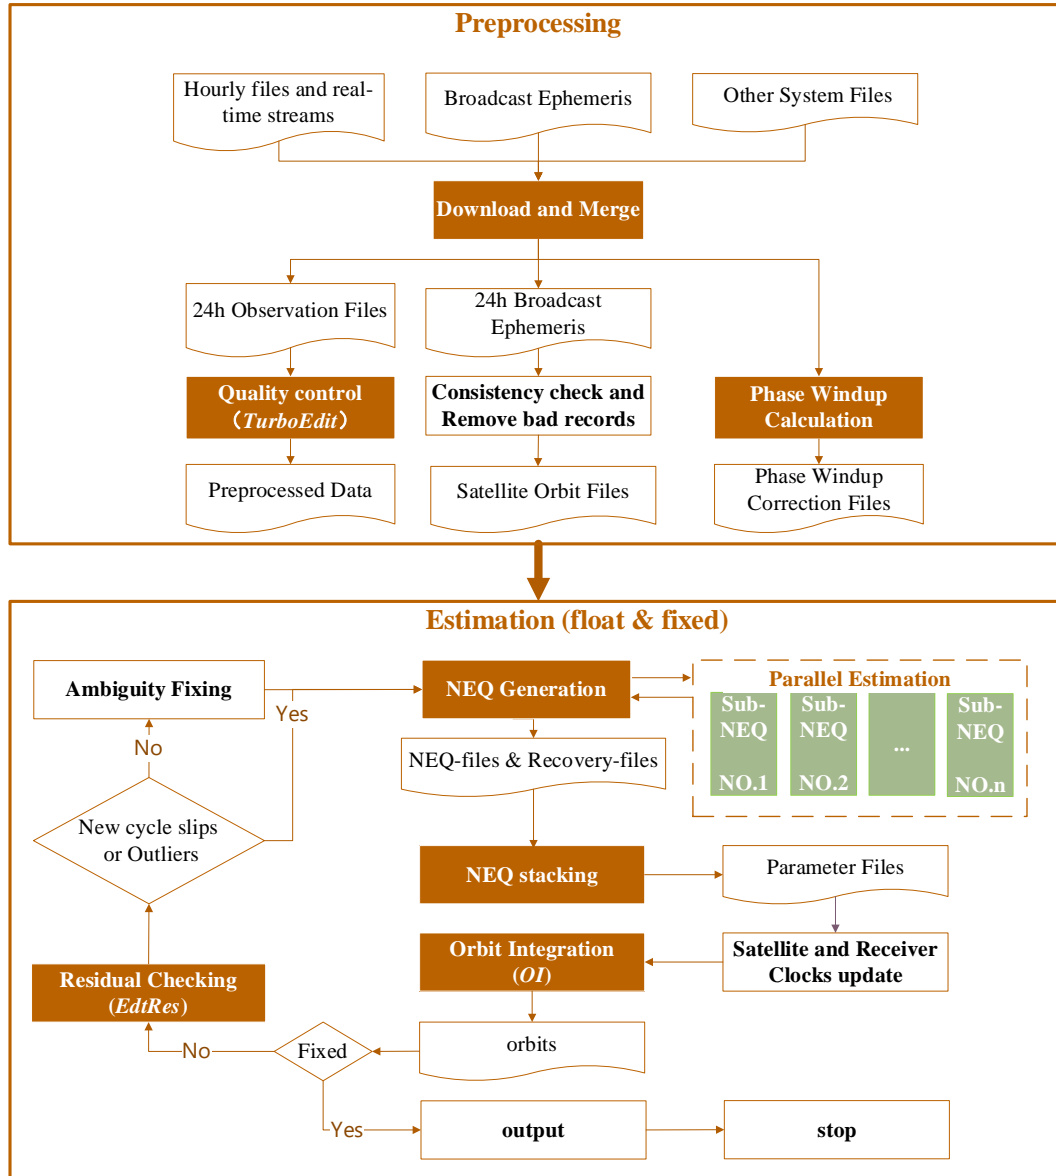 Preprocessing
Hourly files and real-
time streams
Broadcast Ephemeris
Other System Files
Download and Merge
24h Observation Files
24h Broadcast
Ephemeris
Quality control
（TurboEdit）
Consistency check and
Remove bad records
Phase Windup
Calculation
Preprocessed Data
Satellite Orbit Files
Phase Windup
Correction Files
Estimation (float & fixed)
Ambiguity Fixing
Yes
NEQ Generation
Parallel Estimation
Sub-
NEQ
NO.1
Sub-
NEQ
NO.2
...
Sub-
NEQ
NO.n
No
NEQ-files & Recovery-files
New cycle slips
or Outliers
NEQ stacking
Parameter Files
Orbit Integration
(OI)
Satellite and Receiver
Clocks update
Residual Checking
(EdtRes)
No
Fixed
orbits
Yes
output
stop